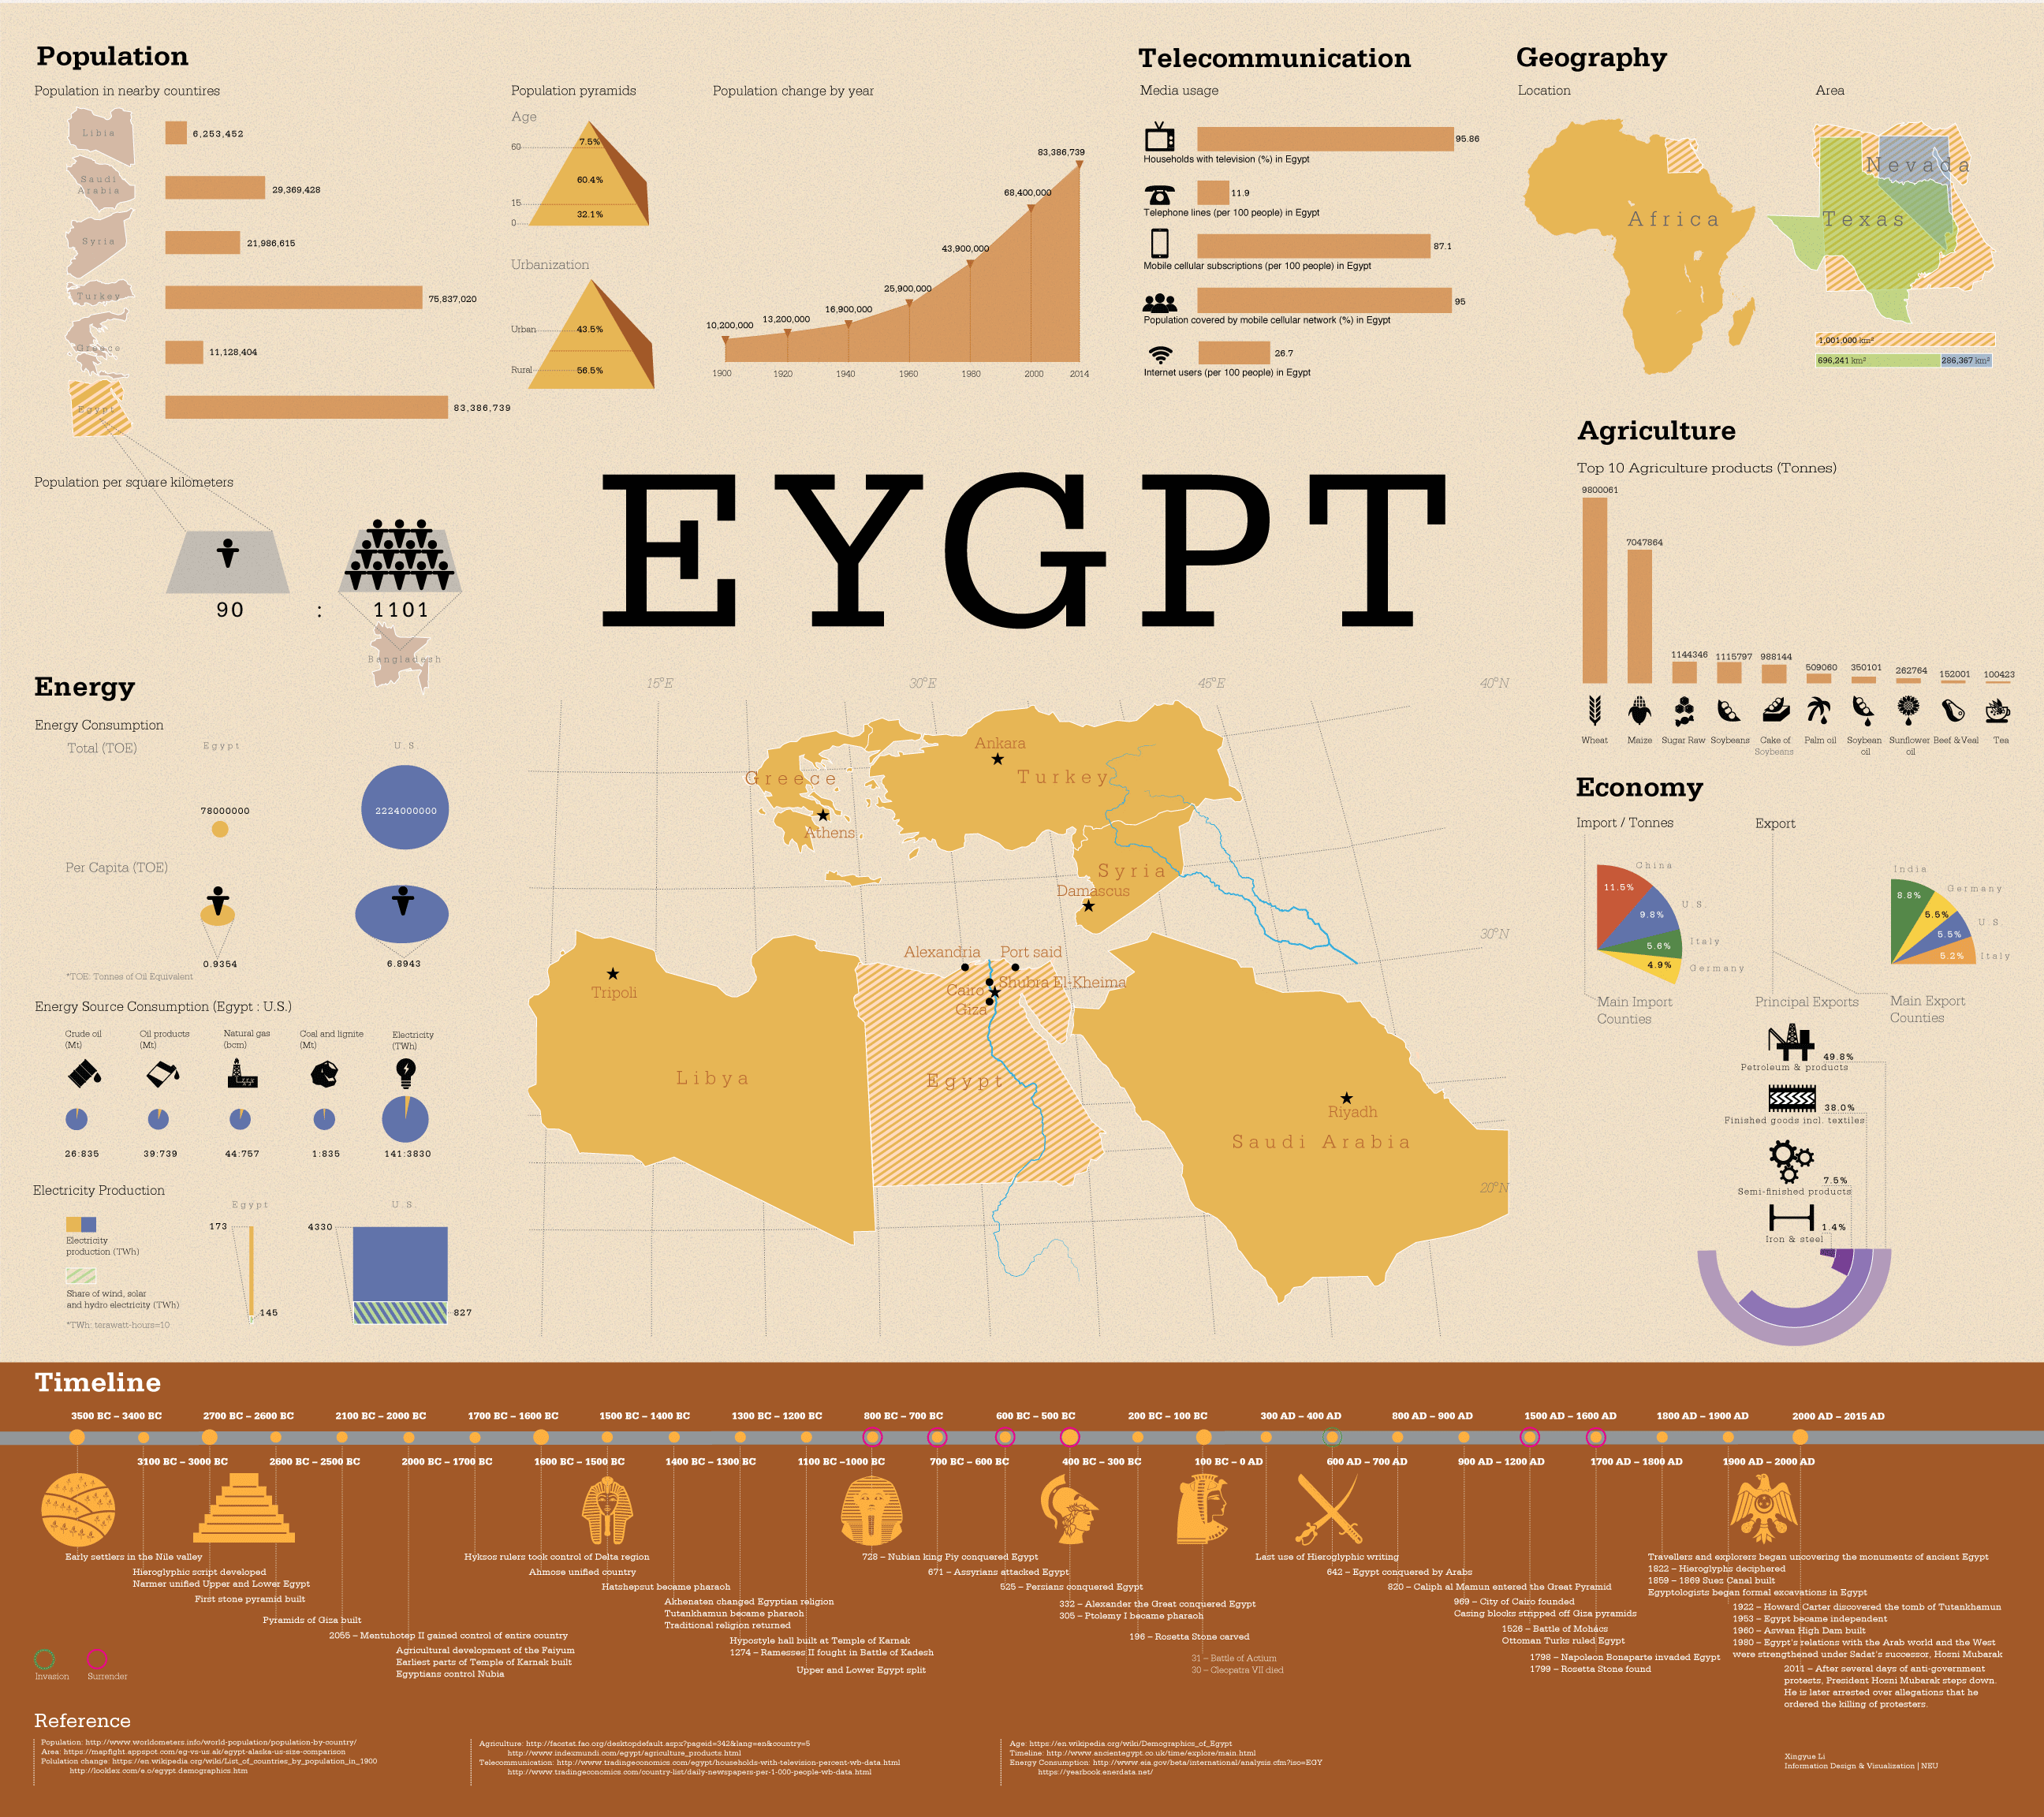 Population
Population in nearby countires
Libia
6,253,452
Saudi
Arabia
29,369,428
Syria
21,986,615
Turkey
75,837,020
Greece
11,128,404
Egypt
83,386,739
Population per square kilometers
90 : 1101
Bangladesh
Population pyramids
Age
60
7.5%
60.4%
15
32.1%
0
Urbanization
Urban
43.5%
Rural
56.5%
Population change by year
10,200,000
13,200,000
16,900,000
25,900,000
43,900,000
68,400,000
83,386,739
1900 1920 1940 1960 1980 2000 2014
Telecommunication
Media usage
95.86
Households with television (%) in Egypt
11.9
Telephone lines (per 100 people) in Egypt
87.1
Mobile cellular subscriptions (per 100 people) in Egypt
95
Population covered by mobile cellular network (%) in Egypt
26.7
Internet users (per 100 people) in Egypt
Geography
Location
Africa
Area
Nevada
Texas
1,001,000 km²
696,241 km² 286,367 km²
EYGPT
Agriculture
Top 10 Agriculture products (Tonnes)
9800061
7047864
1144346 1115797 988144 509060 350101 262764 152001 100423
Wheat
Maize
Sugar Raw
Soybeans
Cake of
Soybeans
Palm oil
Soybean
oil
Sunflower
oil
Beef & Veal
Tea
Energy
Energy Consumption
Total (TOE)
Egypt
U.S.
78000000
2224000000
Per Capita (TOE)
0.9354
6.8943
*TOE: Tonnes of Oil Equivalent
Energy Source Consumption (Egypt : U.S.)
Crude oil
(Mt)
Oil products
(Mt)
Natural gas
(bcm)
Coal and lignite
(Mt)
Electricity
(TWh)
26:835
39:739
44:757
1:835
141:3830
Electricity Production
Egypt
U.S.
Electricity
production (TWh)
Share of wind, solar
and hydro electricity (TWh)
*TWh: terawatt-hours=10
173
145
4330
827
15°E
30°E
45°E
40°N
30°N
20°N
Ankara
Turkey
Greece
Athens
Syria
Damascus
Alexandria
Port said
Shubra El-Kheima
Cairo
Giza
Tripoli
Libya
Egypt
Riyadh
Saudi Arabia
Economy
Import / Tonnes
China
11.5%
U.S.
9.8%
Italy
5.6%
Germany
4.9%
Main Import
Counties
Export
India
8.8%
Germany
5.5%
U S
5.5%
Italy
5.2%
Principal Exports
Main Export
Counties
49.8%
Petroleum & products
38.0%
Finished goods incl. textiles
7.5%
Semi-finished products
1.4%
Iron & steel
Timeline
3500 BC – 3400 BC
2700 BC – 2600 BC
2100 BC – 2000 BC
1700 BC – 1600 BC
1500 BC – 1400 BC
1300 BC – 1200 BC
800 BC – 700 BC
600 BC – 500 BC
200 BC – 100 BC
300 AD – 400 AD
800 AD – 900 AD
1500 AD – 1600 AD
1800 AD – 1900 AD
2000 AD – 2015 AD
3100 BC – 3000 BC
2600 BC – 2500 BC
2000 BC – 1700 BC
1600 BC – 1500 BC
1400 BC – 1300 BC
1100 BC –1000 BC
700 BC – 600 BC
400 BC – 300 BC
100 BC – 0 AD
600 AD – 700 AD
900 AD – 1200 AD
1700 AD – 1800 AD
1900 AD – 2000 AD
Early settlers in the Nile valley
Hieroglyphic script developed
Narmer unified Upper and Lower Egypt
First stone pyramid built
Pyramids of Giza built
2055 – Mentuhotep II gained control of entire country
Agricultural development of the Faiyum
Earliest parts of Temple of Karnak built
Egyptians control Nubia
Hyksos rulers took control of Delta region
Ahmose unified country
Hatshepsut became pharaoh
Akhenaten changed Egyptian religion
Tutankhamun became pharaoh
Traditional religion returned
Hypostyle hall built at Temple of Karnak
1274 – Ramesses II fought in Battle of Kadesh
Upper and Lower Egypt split
728 – Nubian king Piy conquered Egypt
671 – Assyrians attacked Egypt
525 – Persians conquered Egypt
332 – Alexander the Great conquered Egypt
305 – Ptolemy I became pharaoh
196 – Rosetta Stone carved
31 – Battle of Actium
30 – Cleopatra VII died
Last use of Hieroglyphic writing
642 – Egypt conquered by Arabs
820 – Caliph al Mamun entered the Great Pyramid
969 – City of Cairo founded
Casing blocks stripped off Giza pyramids
1526 – Battle of Mohács
Ottoman Turks ruled Egypt
1798 – Napoleon Bonaparte invaded Egypt
1799 – Rosetta Stone found
Travellers and explorers began uncovering the monuments of ancient Egypt
1822 – Hieroglyphs deciphered
1859 – 1869 Sues Canal built
Egyptologists began formal excavations in Egypt
1922 – Howard Carter discovered the tomb of Tutankhamun
1953 – Egypt became independent
1960 – Aswan High Dam built
1980 – Egypt's relations with the Arab world and the West
were strengthened under Sadat's successor, Hosni Mubarak
2011 – After several days of anti-government
protests, President Hosni Mubarak steps down.
He is later arrested over allegations that he
ordered the killing of protesters.
Invasion
Surrender
Reference
Population: http://www.worldometers.info/world-population/population-by-country/
Area: https://mapfight.appspot.com/eg-vs-us.ak/egypt-alaska-us-size-comparison
Polulation change: https://en.wikipedia.org/wiki/List_of_countries_by_population_in_1900
http://looklex.com/e.o/egypt.demographics.htm
Agriculture: http://faostat.fao.org/desktopdefault.aspx?pageid=342&lang=en&country=5
http://www.indexmundi.com/egypt/agriculture_products.html
Telecommunication: http://www.tradingeconomics.com/egypt/households-with-television-percent-wb-data.html
http://www.tradingeconomics.com/country-list/daily-newspapers-per-1-000-people-wb-data.html
Age: https://en.wikipedia.org/wiki/Demographics_of_Egypt
Timeline: http://www.ancientegypt.co.uk/time/explore/main.html
Energy Consumption: http://www.eia.gov/beta/international/analysis.cfm?iso=EGY
https://yearbook.enerdata.net/
Xingyue Li
Information Design & Visualization | NEU